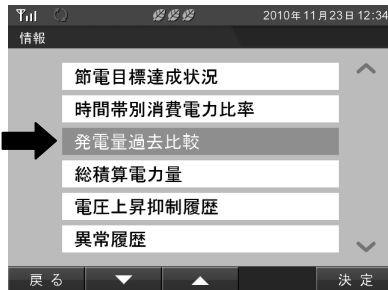 2010年11月23日 12:34
情報
節電目標達成状況
時間帯別消費電力比率
発電量過去比較
総積算電力量
電圧上昇抑制履歴
異常履歴
戻る 決定